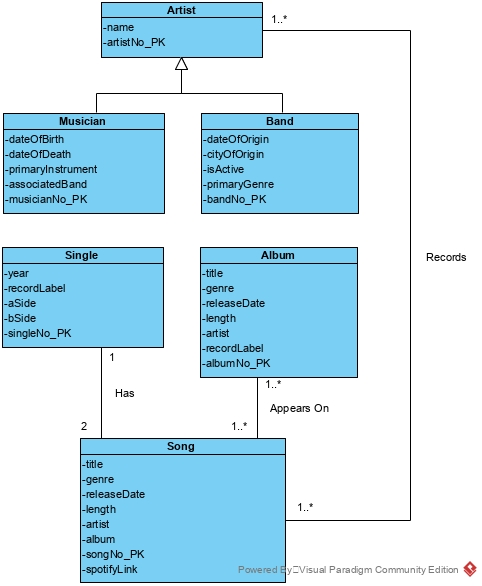 Artist
-name
-artistNo_PK
1..*
Musician
-dateOfBirth
-dateOfDeath
-primaryInstrument
-associatedBand
-musicianNo_PK
Band
-dateOfOrigin
-cityOfOrigin
-isActive
-primaryGenre
-bandNo_PK
Records
Single
-year
-recordLabel
-aSide
-bSide
-singleNo_PK
Album
-title
-genre
-releaseDate
-length
-artist
-recordLabel
-albumNo_PK
1
Has
2
1..*
Appears On
1..*
Song
-title
-genre
-releaseDate
-length
-artist
-album
-songNo_PK
-spotifyLink
1..*
Powered By Visual Paradigm Community Edition